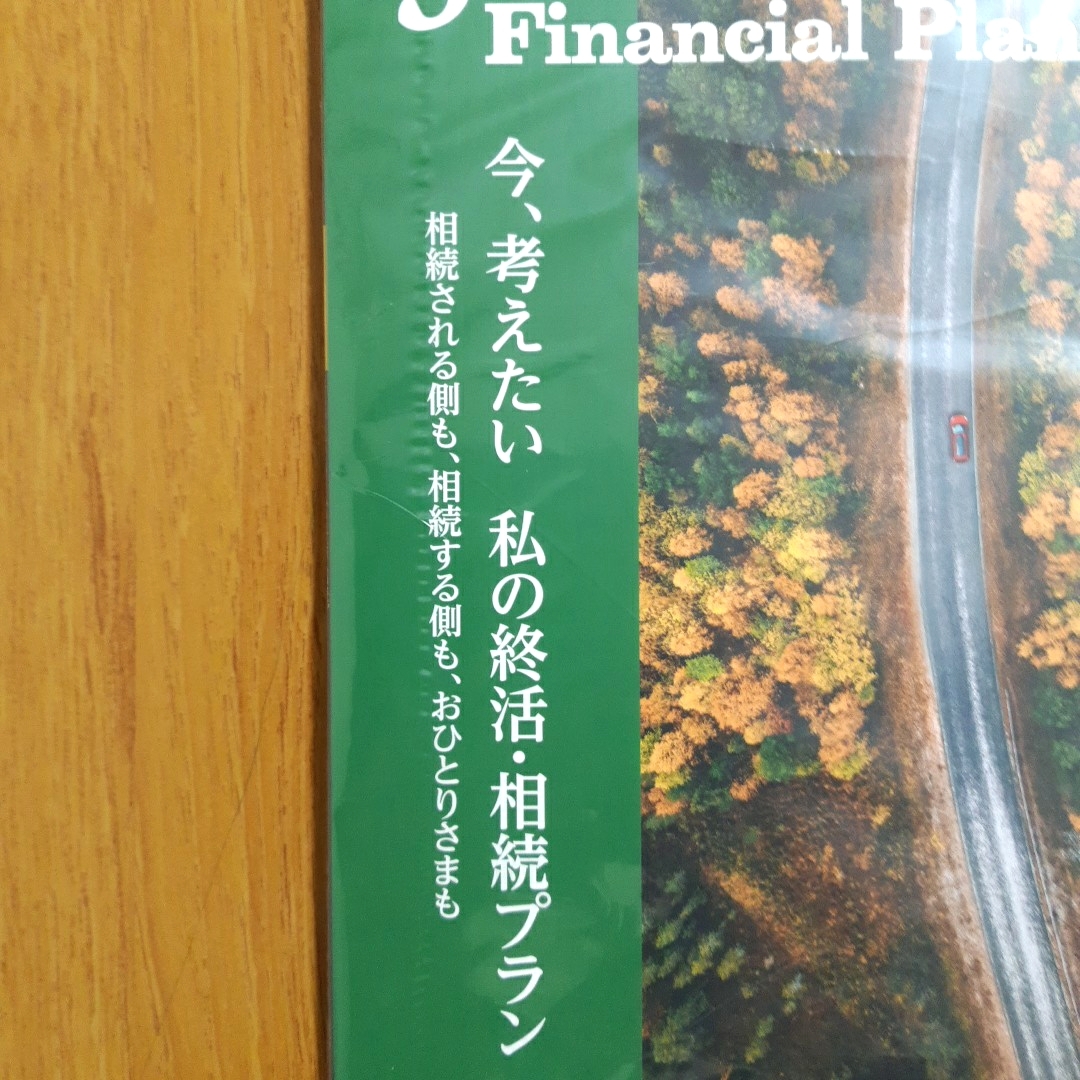 Financial
今、考えたい 私の終活・相続プラン
相続される側も、相続する側も、おひとりさまも